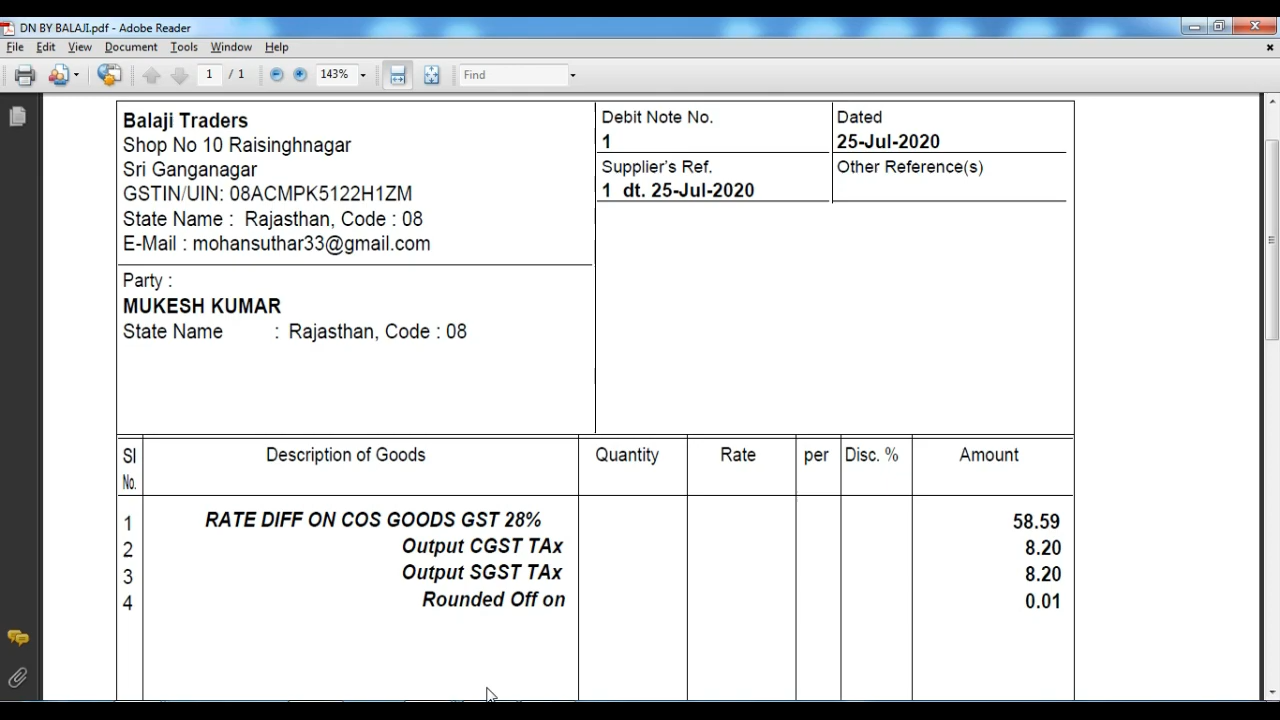 DN BY BALAJI.pdf - Adobe Reader
File Edit View Document Tools Window Help
1 / 1 143% Find
Balaji Traders
Shop No 10 Raisinghnagar
Sri Ganganagar
GSTIN/UIN: 08ACMPK5122H1ZM
State Name : Rajasthan, Code : 08
E-Mail : mohansuthar33@gmail.com
Debit Note No.
1
Dated
25-Jul-2020
Supplier's Ref.
1 dt. 25-Jul-2020
Other Reference(s)
Party :
MUKESH KUMAR
State Name : Rajasthan, Code : 08
Sl No. Description of Goods Quantity Rate per Disc. % Amount
1 RATE DIFF ON COS GOODS GST 28% 58.59
2 Output CGST TAx 8.20
3 Output SGST TAx 8.20
4 Rounded Off on 0.01